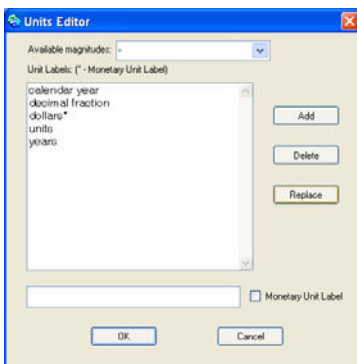 Units Editor
Available magnitudes: -
Unit Labels: (* - Monetary Unit Label)
calendar year
decimal fraction
dollars*
units
years
Add
Delete
Replace
Monetary Unit Label
OK
Cancel